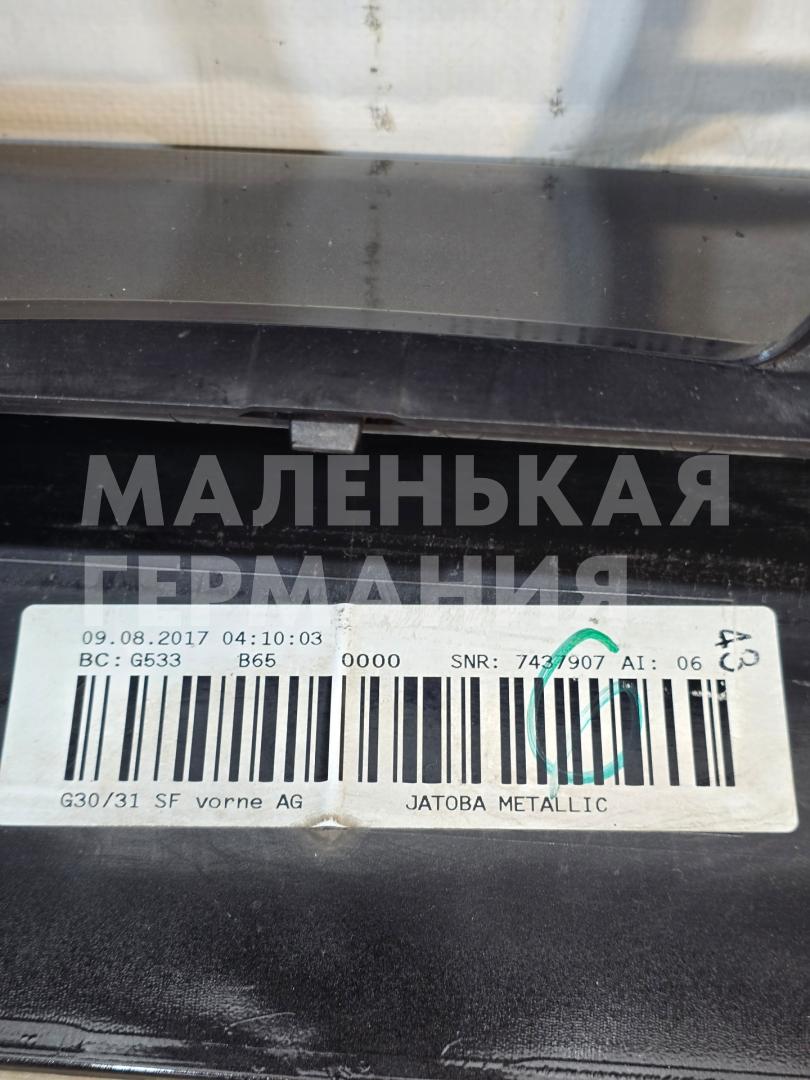 МАЛЕНЬКАЯ
ГЕРМАНИЯ
09.08.2017 04:10:03
BC: G533 B65 0000 SNR: 7437907 AI: 06
G30/31 SF vorne AG JATOBA METALLIC